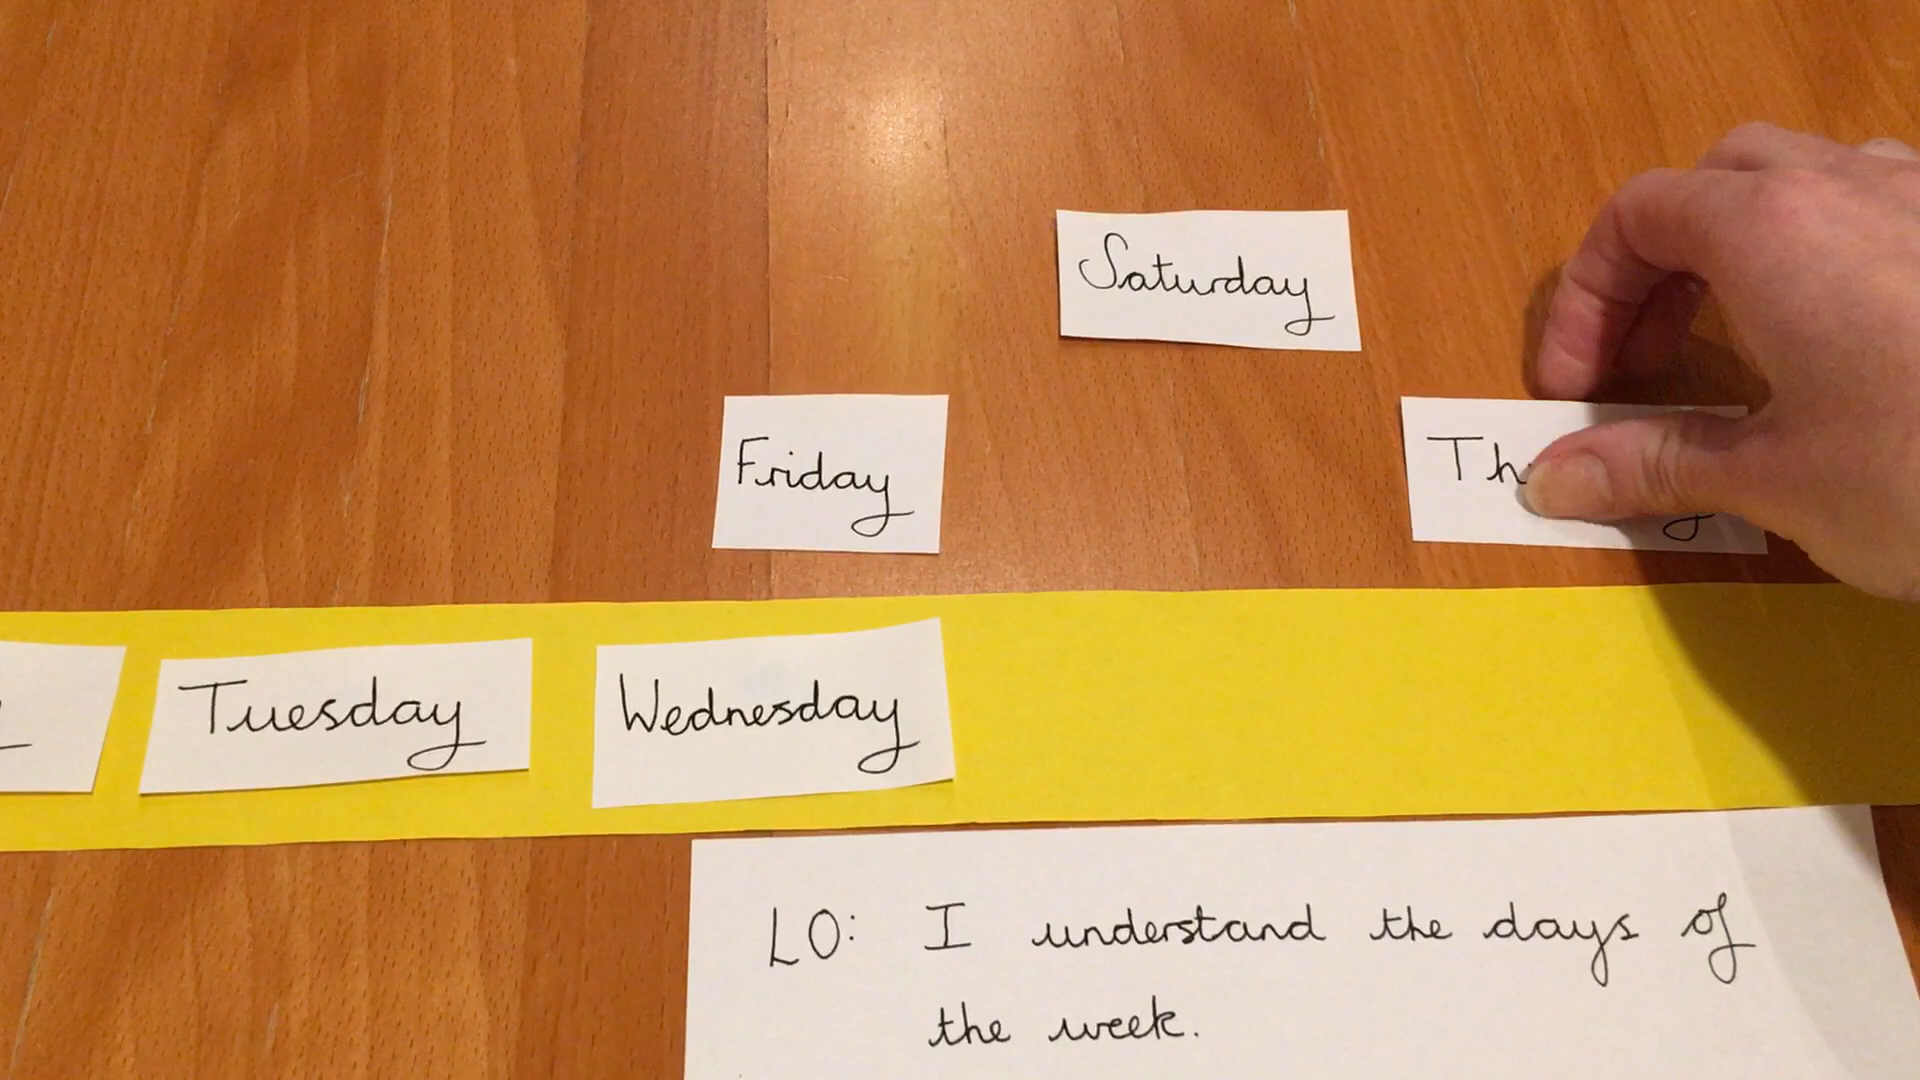 Saturday
Friday
Tuesday
Wednesday
LO: I understand the days of
the week.